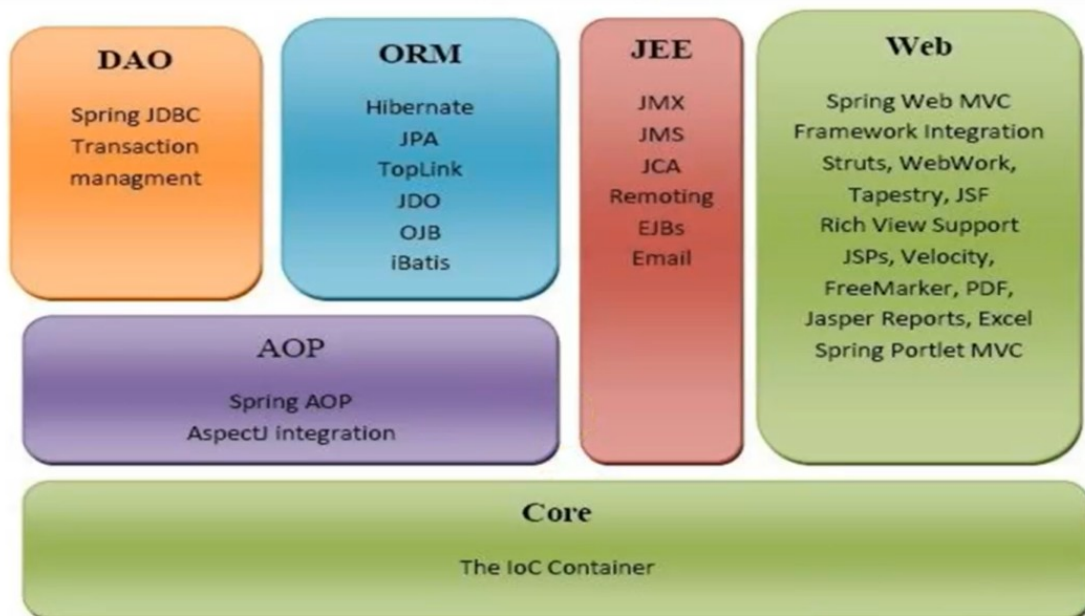 DAO
Spring JDBC
Transaction
managment
ORM
Hibernate
JPA
TopLink
JDO
OJB
iBatis
JEE
JMX
JMS
JCA
Remoting
EJBs
Email
Web
Spring Web MVC
Framework Integration
Struts, WebWork,
Tapestry, JSF
Rich View Support
JSPs, Velocity,
FreeMarker, PDF,
Jasper Reports, Excel
Spring Portlet MVC
AOP
Spring AOP
AspectJ integration
Core
The IoC Container